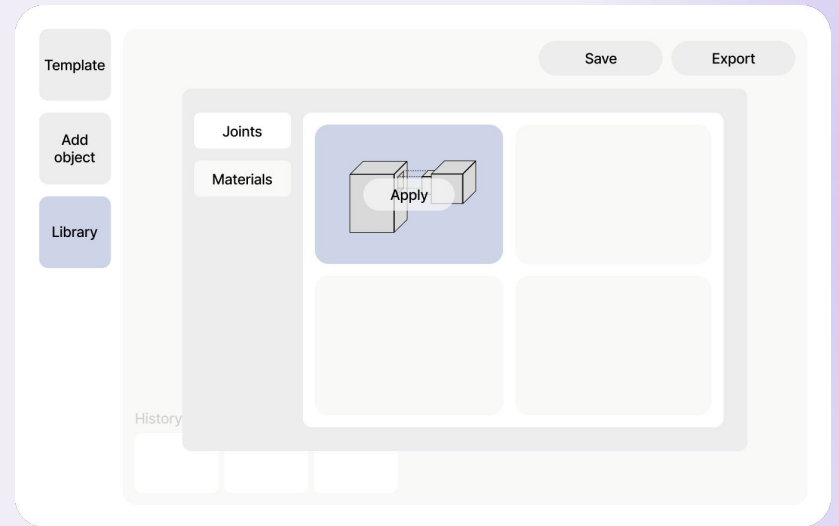 Template
Save
Export
Add
object
Library
Joints
Materials
Apply
History